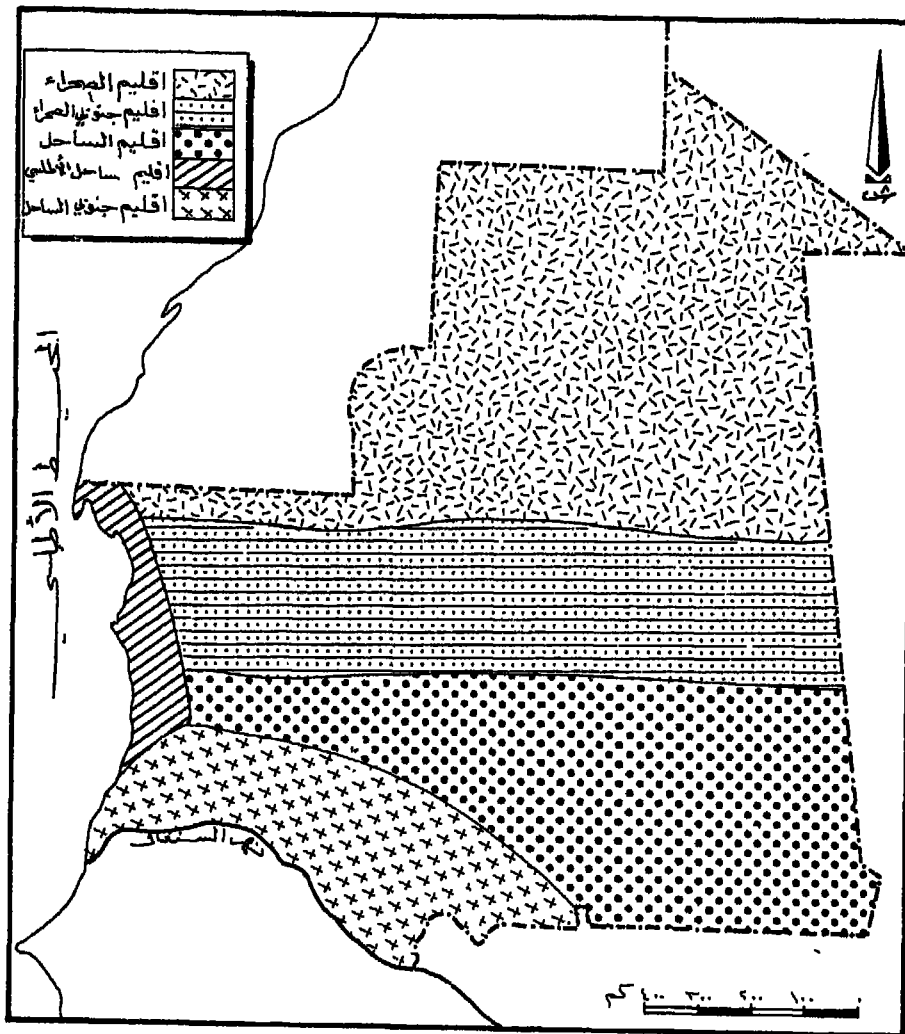 اقليم الصحراء
اقليم جنوبي الصحراء
اقليم الساحل
اقليم ساحل الأطلسي
اقليم جنوبي الساحل
المحيط الأطلسي
نهر السنغال
كم ٤٠٠ ٣٠٠ ٢٠٠ ١٠٠ ٠